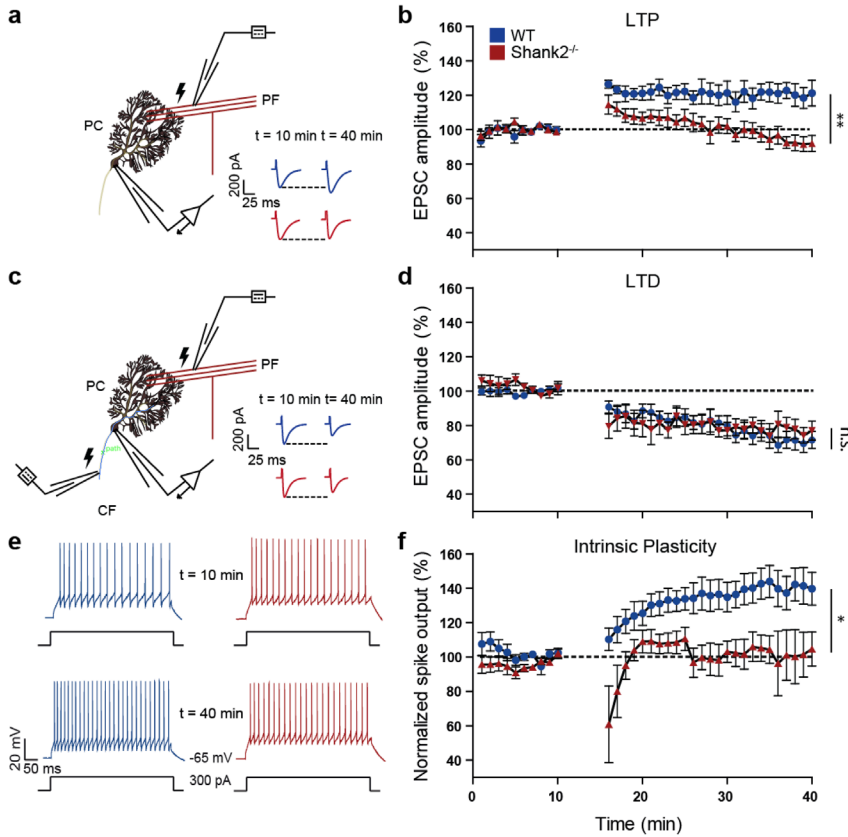 a
PC
PF
t = 10 min t = 40 min
200 pA
25 ms
b
LTP
WT
Shank2-/-
EPSC amplitude (%)
160
140
120
100
80
60
40
**
c
PC
PF
CF
t = 10 min t= 40 min
200 pA
25 ms
d
LTD
EPSC amplitude (%)
160
140
120
100
80
60
40
n.s.
e
t = 10 min
t = 40 min
20 mV
50 ms
-65 mV
300 pA
f
Intrinsic Plasticity
Normalized spike output (%)
160
140
120
100
80
60
40
0
10
20
30
40
Time (min)
*